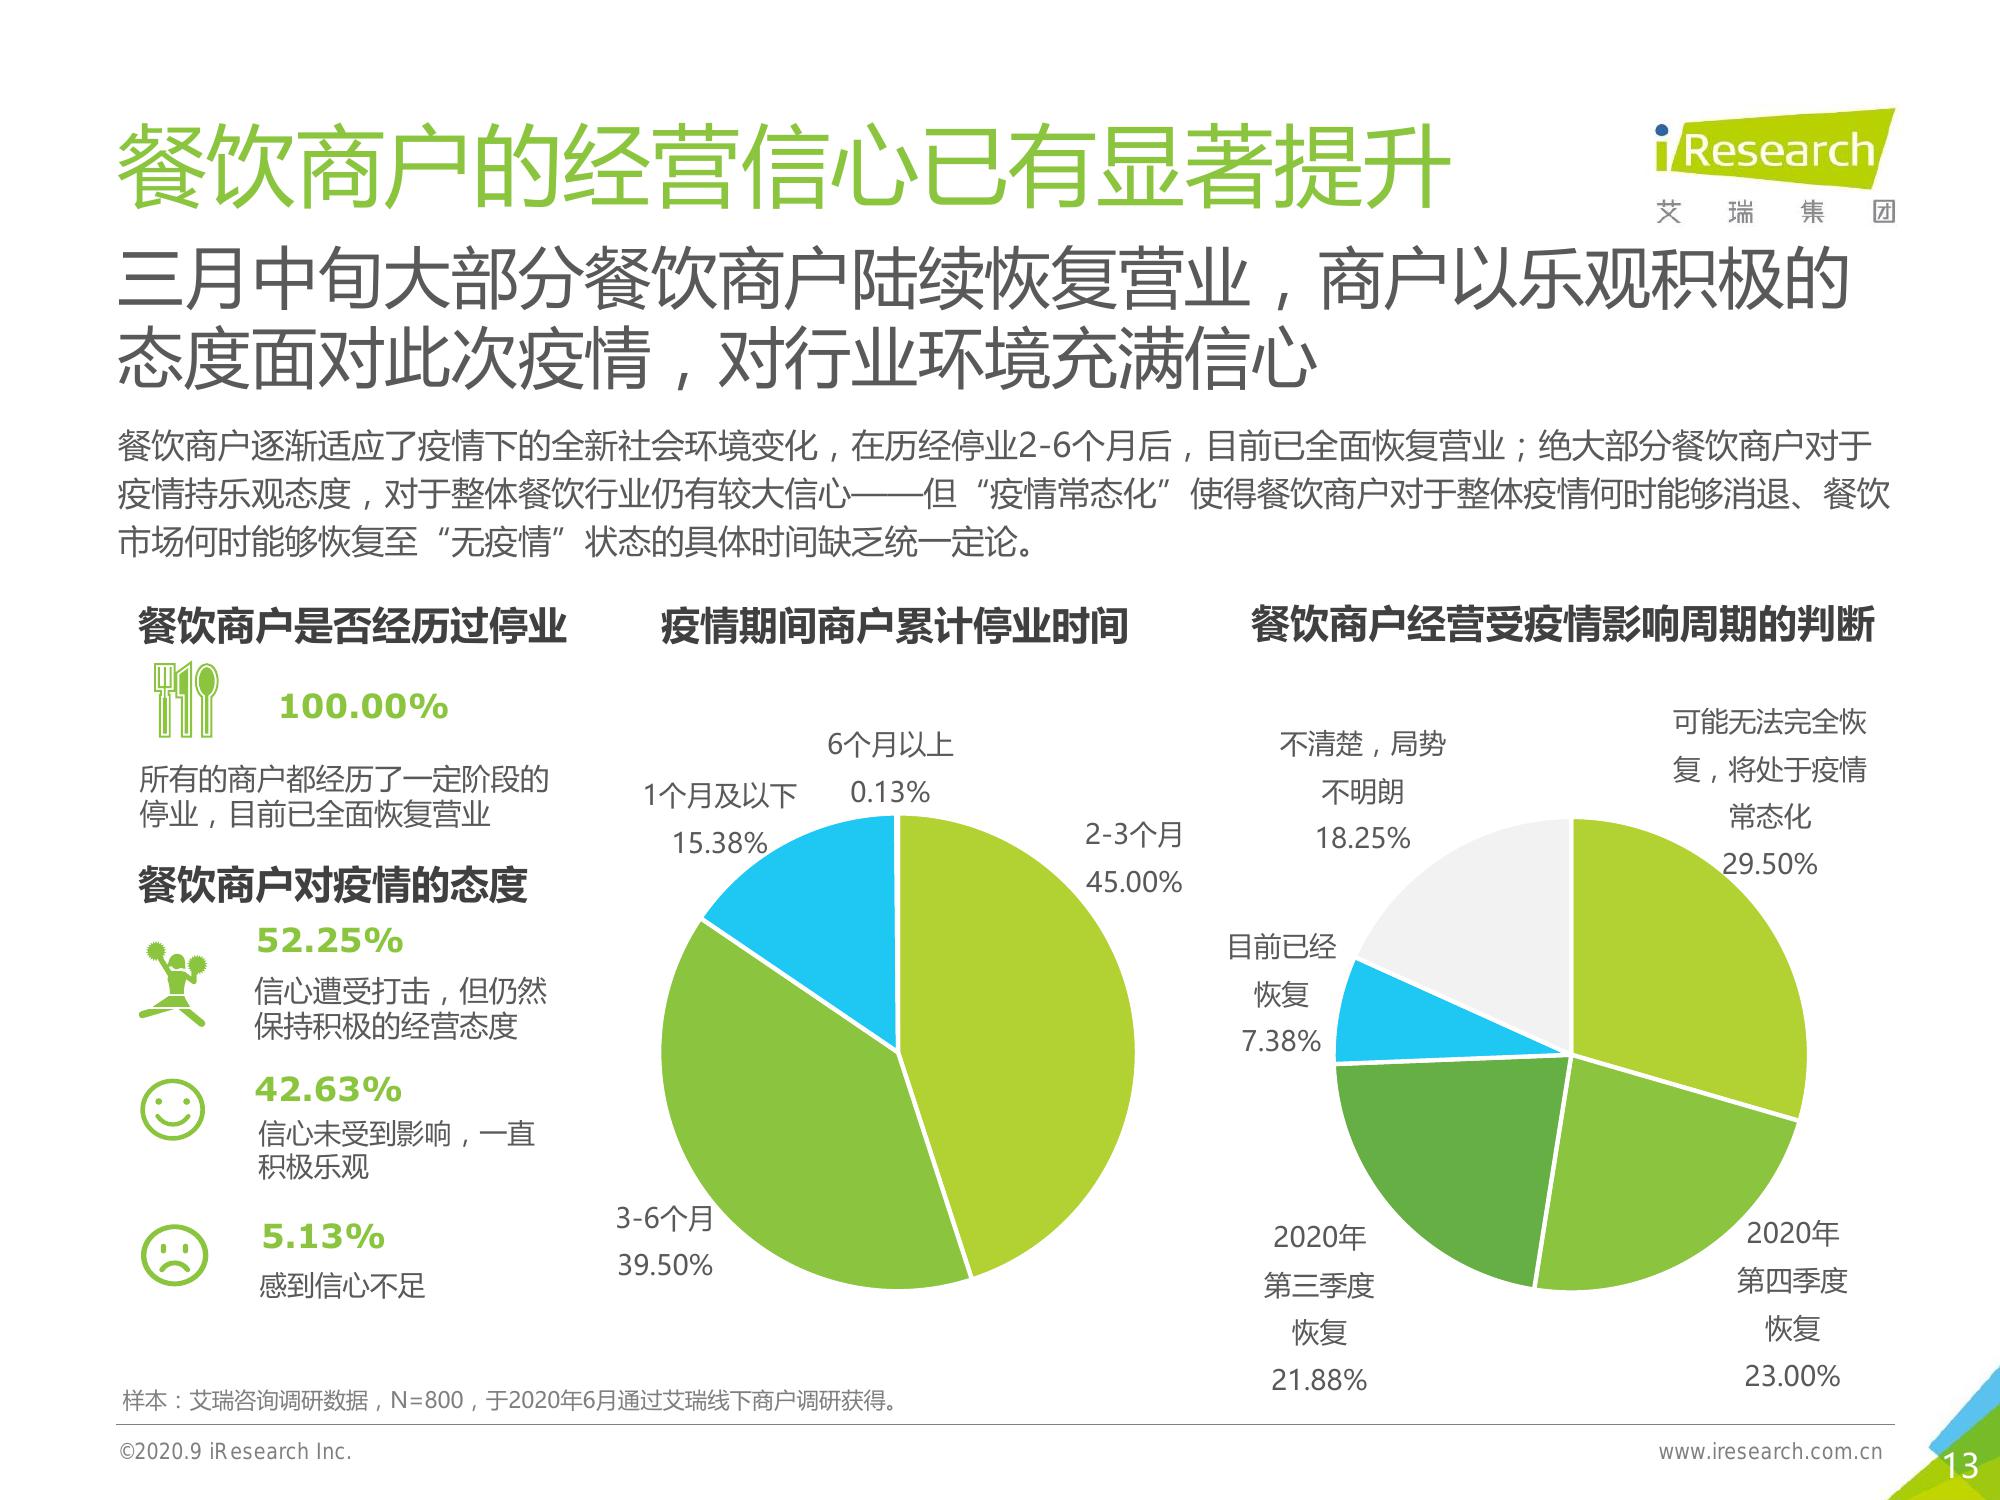 餐饮商户的经营信心已有显著提升
iResearch
艾瑞集团
三月中旬大部分餐饮商户陆续恢复营业，商户以乐观积极的
态度面对此次疫情，对行业环境充满信心
餐饮商户逐渐适应了疫情下的全新社会环境变化，在历经停业2-6个月后，目前已全面恢复营业；绝大部分餐饮商户对于
疫情持乐观态度，对于整体餐饮行业仍有较大信心——但“疫情常态化”使得餐饮商户对于整体疫情何时能够消退、餐饮
市场何时能够恢复至“无疫情”状态的具体时间缺乏统一定论。
餐饮商户是否经历过停业
100.00%
所有的商户都经历了一定阶段的
停业，目前已全面恢复营业
餐饮商户对疫情的态度
52.25%
信心遭受打击，但仍然
保持积极的经营态度
42.63%
信心未受到影响，一直
积极乐观
5.13%
感到信心不足
疫情期间商户累计停业时间
6个月以上
0.13%
1个月及以下
15.38%
2-3个月
45.00%
3-6个月
39.50%
餐饮商户经营受疫情影响周期的判断
可能无法完全恢
复，将处于疫情
常态化
29.50%
不清楚，局势
不明朗
18.25%
目前已经
恢复
7.38%
2020年
第三季度
恢复
21.88%
2020年
第四季度
恢复
23.00%
样本：艾瑞咨询调研数据，N=800，于2020年6月通过艾瑞线下商户调研获得。
©2020.9 iResearch Inc.
www.iresearch.com.cn
13